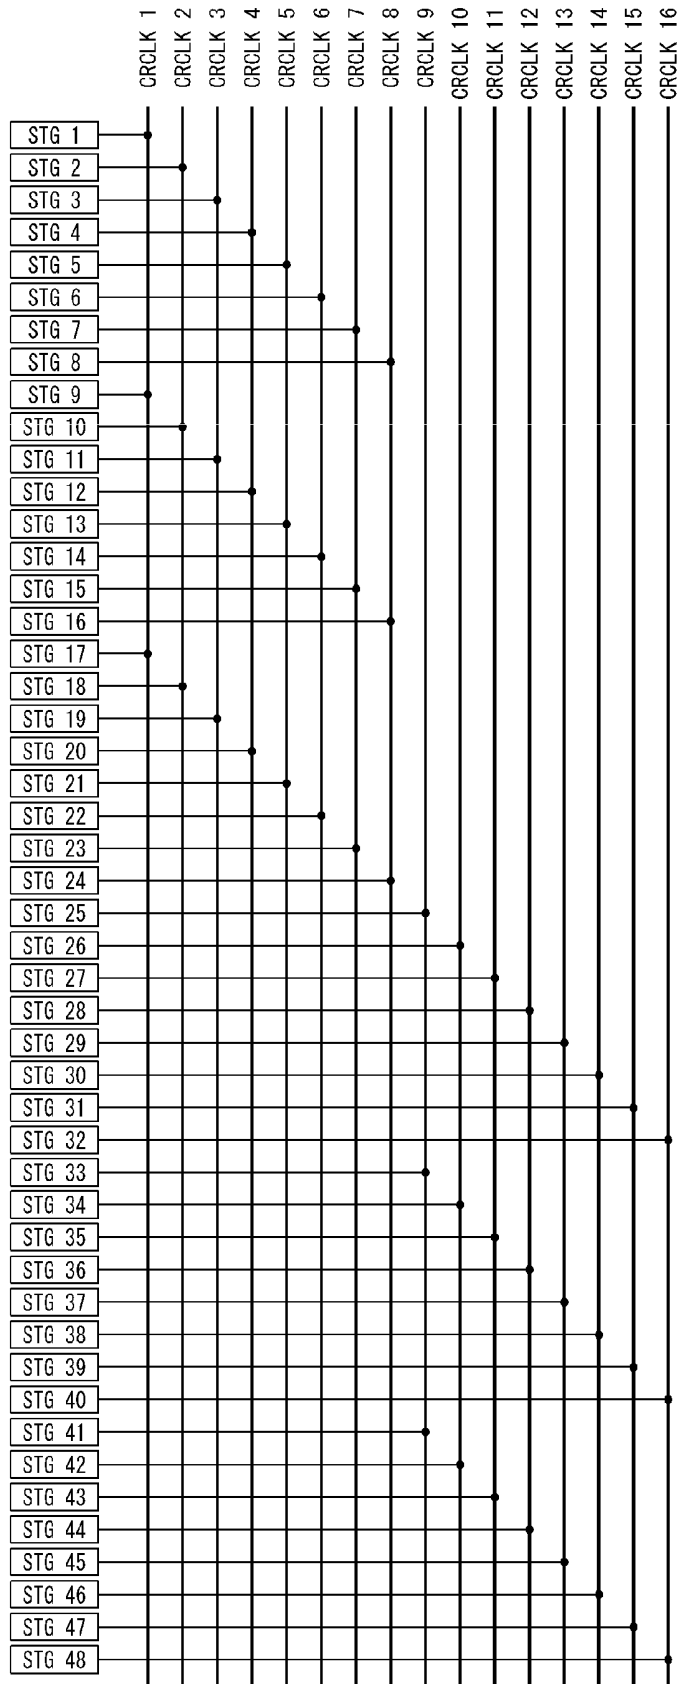 CRCLK 1
CRCLK 2
CRCLK 3
CRCLK 4
CRCLK 5
CRCLK 6
CRCLK 7
CRCLK 8
CRCLK 9
CRCLK 10
CRCLK 11
CRCLK 12
CRCLK 13
CRCLK 14
CRCLK 15
CRCLK 16
STG 1
STG 2
STG 3
STG 4
STG 5
STG 6
STG 7
STG 8
STG 9
STG 10
STG 11
STG 12
STG 13
STG 14
STG 15
STG 16
STG 17
STG 18
STG 19
STG 20
STG 21
STG 22
STG 23
STG 24
STG 25
STG 26
STG 27
STG 28
STG 29
STG 30
STG 31
STG 32
STG 33
STG 34
STG 35
STG 36
STG 37
STG 38
STG 39
STG 40
STG 41
STG 42
STG 43
STG 44
STG 45
STG 46
STG 47
STG 48